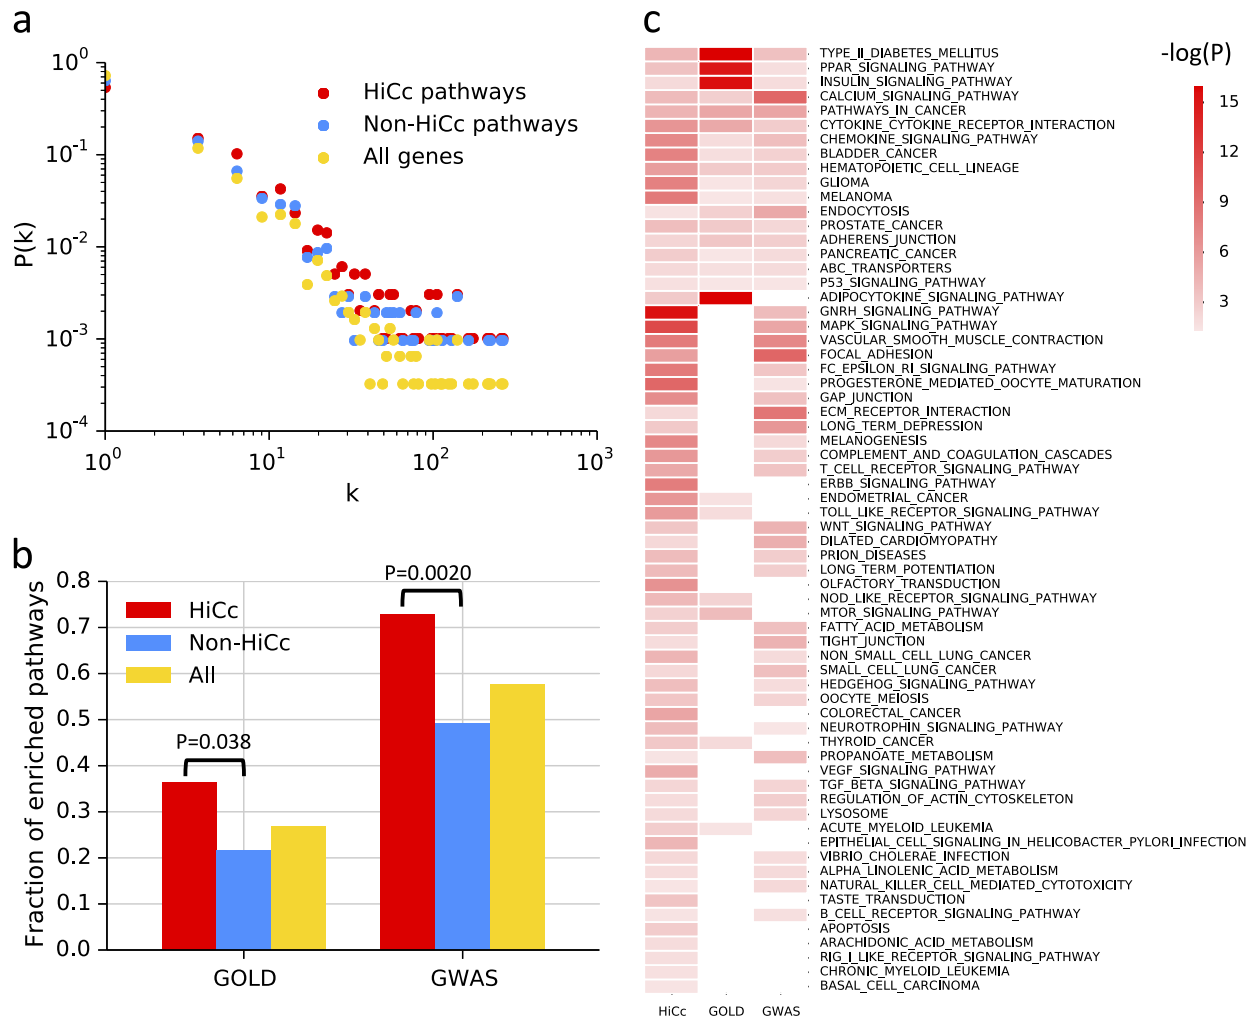 a
10^0
10^-1
10^-2
10^-3
10^-4
P(k)
HiCc pathways
Non-HiCc pathways
All genes
10^0 10^1 10^2 10^3
k
b
0.8
0.7
0.6
0.5
0.4
0.3
0.2
0.1
0.0
Fraction of enriched pathways
HiCc
Non-HiCc
All
P=0.038
P=0.0020
GOLD GWAS
c
TYPE_II_DIABETES_MELLITUS
PPAR_SIGNALING_PATHWAY
INSULIN_SIGNALING_PATHWAY
CALCIUM_SIGNALING_PATHWAY
PATHWAYS_IN_CANCER
CYTOKINE_CYTOKINE_RECEPTOR_INTERACTION
CHEMOKINE_SIGNALING_PATHWAY
BLADDER_CANCER
HEMATOPOIETIC_CELL_LINEAGE
GLIOMA
MELANOMA
ENDOCYTOSIS
PROSTATE_CANCER
ADHERENS_JUNCTION
PANCREATIC_CANCER
ABC_TRANSPORTERS
P53_SIGNALING_PATHWAY
ADIPOCYTOKINE_SIGNALING_PATHWAY
GNRH_SIGNALING_PATHWAY
MAPK_SIGNALING_PATHWAY
VASCULAR_SMOOTH_MUSCLE_CONTRACTION
FOCAL_ADHESION
FC_EPSILON_RI_SIGNALING_PATHWAY
PROGESTERONE_MEDIATED_OOCYTE_MATURATION
GAP_JUNCTION
ECM_RECEPTOR_INTERACTION
LONG_TERM_DEPRESSION
MELANOGENESIS
COMPLEMENT_AND_COAGULATION_CASCADES
T_CELL_RECEPTOR_SIGNALING_PATHWAY
ERBB_SIGNALING_PATHWAY
ENDOMETRIAL_CANCER
TOLL_LIKE_RECEPTOR_SIGNALING_PATHWAY
WNT_SIGNALING_PATHWAY
DILATED_CARDIOMYOPATHY
PRION_DISEASES
LONG_TERM_POTENTIATION
OLFACTORY_TRANSDUCTION
NOD_LIKE_RECEPTOR_SIGNALING_PATHWAY
MTOR_SIGNALING_PATHWAY
FATTY_ACID_METABOLISM
TIGHT_JUNCTION
NON_SMALL_CELL_LUNG_CANCER
SMALL_CELL_LUNG_CANCER
HEDGEHOG_SIGNALING_PATHWAY
OOCYTE_MEIOSIS
COLORECTAL_CANCER
NEUROTROPHIN_SIGNALING_PATHWAY
THYROID_CANCER
PROPANOATE_METABOLISM
VEGF_SIGNALING_PATHWAY
TGF_BETA_SIGNALING_PATHWAY
REGULATION_OF_ACTIN_CYTOSKELETON
LYSOSOME
ACUTE_MYELOID_LEUKEMIA
EPITHELIAL_CELL_SIGNALING_IN_HELICOBACTER_PYLORI_INFECTION
VIBRIO_CHOLERAE_INFECTION
ALPHA_LINOLENIC_ACID_METABOLISM
NATURAL_KILLER_CELL_MEDIATED_CYTOTOXICITY
TASTE_TRANSDUCTION
B_CELL_RECEPTOR_SIGNALING_PATHWAY
APOPTOSIS
ARACHIDONIC_ACID_METABOLISM
RIG_I_LIKE_RECEPTOR_SIGNALING_PATHWAY
CHRONIC_MYELOID_LEUKEMIA
BASAL_CELL_CARCINOMA
HiCc GOLD GWAS
-log(P)
15
12
9
6
3